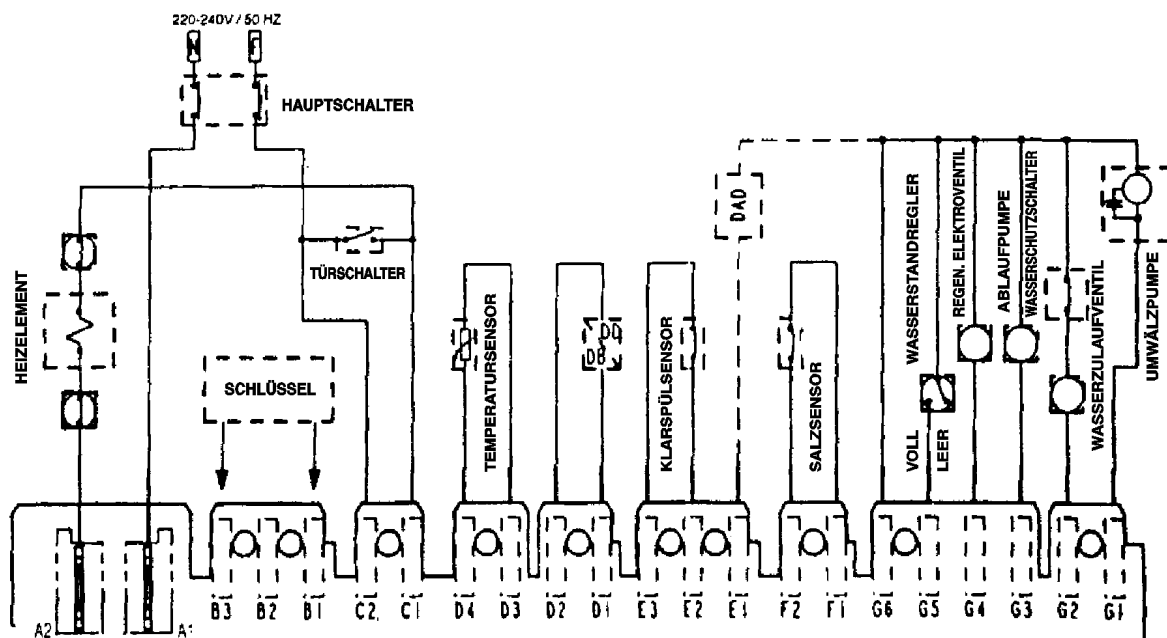 220-240V / 50 HZ
N
F
HAUPTSCHALTER
DAD
TÜRSCHALTER
HEIZELEMENT
SCHLÜSSEL
TEMPERATURSENSOR
DD
DB
KLARSPÜLSENSOR
SALZSENSOR
WASSERSTANDREGLER
VOLL
LEER
REGEN. ELEKTROVENTIL
ABLAUFPUMPE
WASSERSCHUTZSCHALTER
WASSERZULAUFVENTIL
UMWÄLZPUMPE
A2
A1
B3
B2
B1
C2
C1
D4
D3
D2
D1
E3
E2
E1
F2
F1
G6
G5
G4
G3
G2
G1